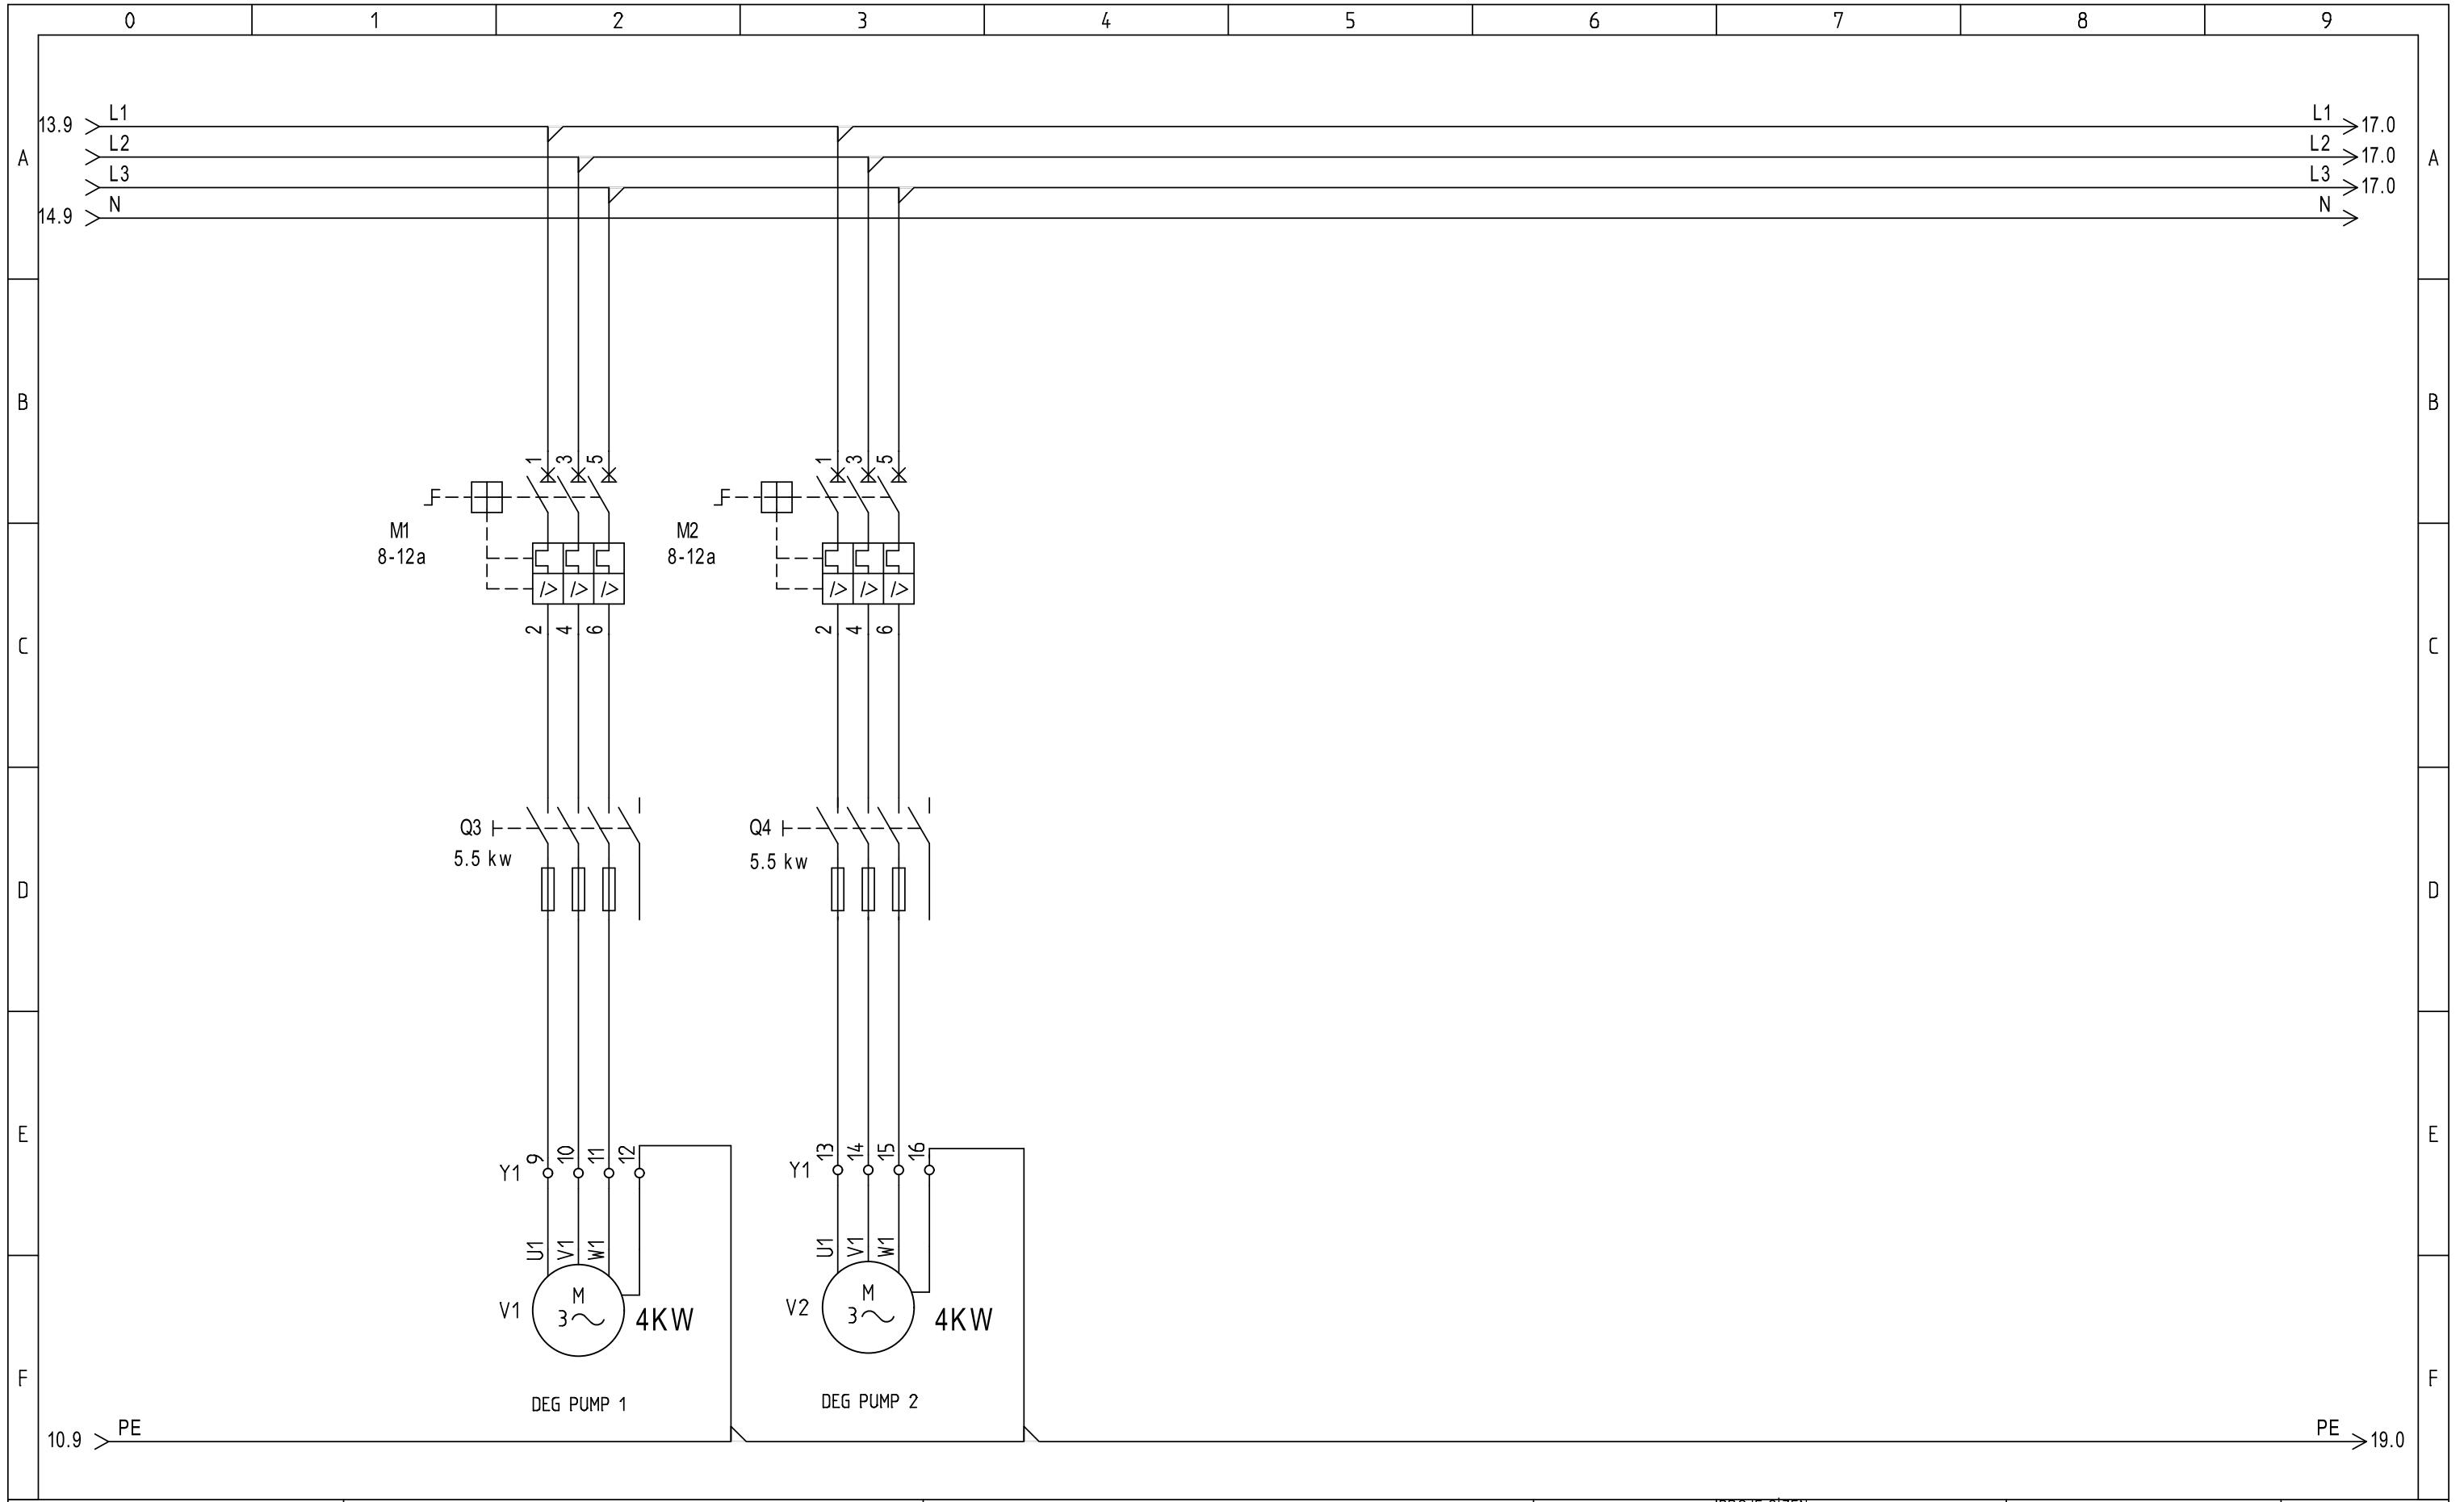 0 1 2 3 4 5 6 7 8 9
13.9 L1 L1 17.0
L2 L2 17.0
A A
L3 L3 17.0
14.9 N N
B B
1 3 5 1 3 5
M1 M2
8-12a 8-12a
2 4 6 2 4 6
C C
Q3 Q4
5.5 kw 5.5 kw
D D
E E
Y1 9 10 11 12 Y1 13 14 15 16
U1 V1 W1 U1 V1 W1
V1 M 3 4KW V2 M 3 4KW
F F
DEG PUMP 1 DEG PUMP 2
10.9 PE PE 19.0